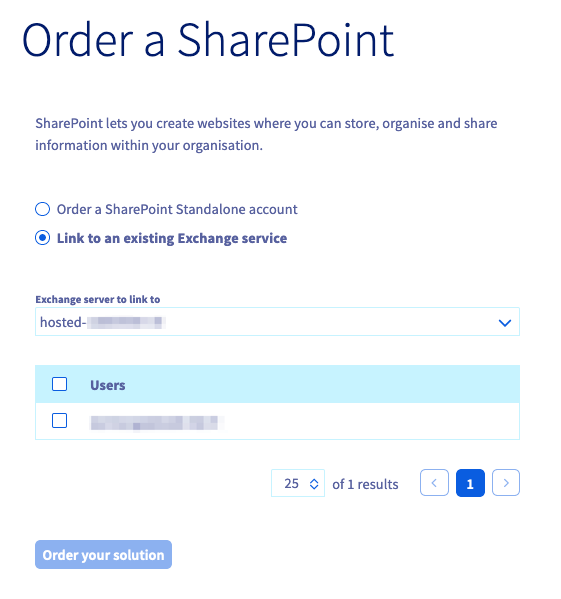 Order a SharePoint
SharePoint lets you create websites where you can store, organise and share
information within your organisation.
Order a SharePoint Standalone account
Link to an existing Exchange service
Exchange server to link to
hosted-
Users
25 of 1 results 1
Order your solution